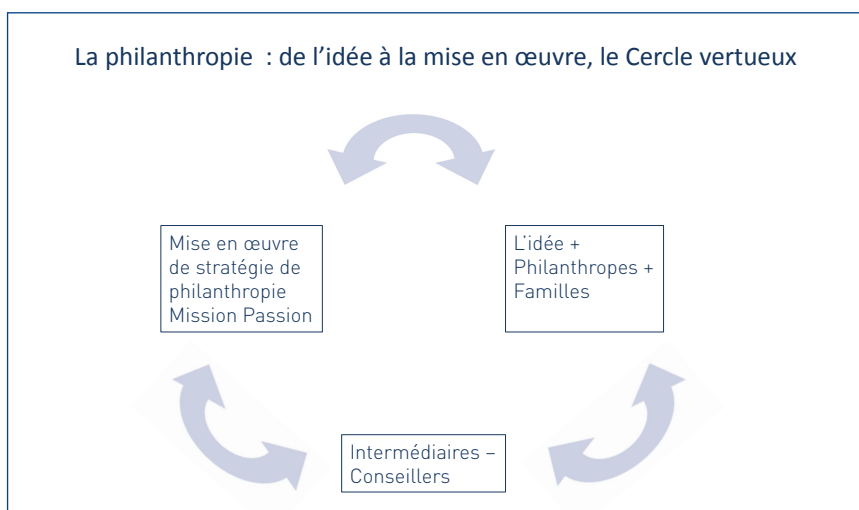 La philanthropie : de l’idée à la mise en œuvre, le Cercle vertueux
Mise en œuvre
de stratégie de
philanthropie
Mission Passion
L’idée +
Philanthropes +
Familles
Intermédiaires –
Conseillers